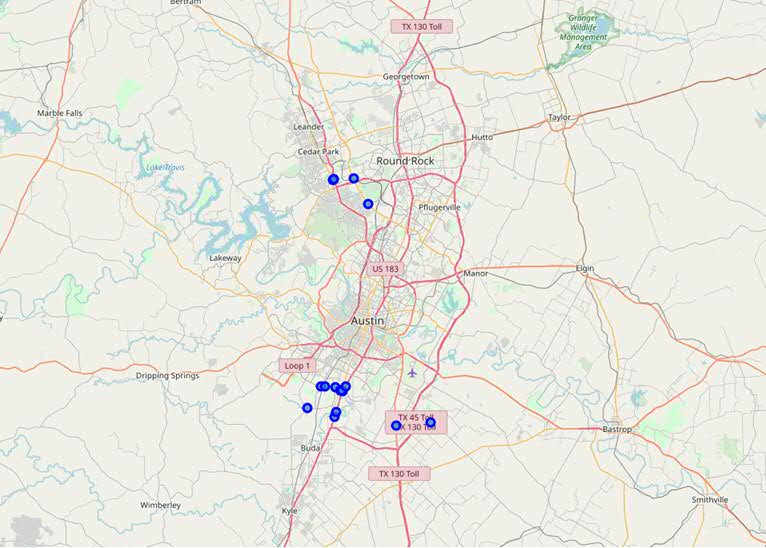 Bertram
TX 130 Toll
Granger
Wildlife
Management
Area
Georgetown
Marble Falls
Taylor
Leander
Hutto
Cedar Park
Round Rock
Lake Travis
Pflugerville
Lakeway
US 183
Manor
Elgin
Austin
Loop 1
Dripping Springs
TX 45 Toll
TX 130 Toll
Bastrop
Buda
TX 130 Toll
Smithville
Wimberley
Kyle